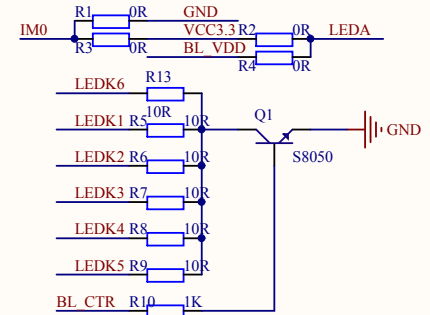 R1 0R GND
IM0 VCC3.3 R2 0R LEDA
R3 0R BL_VDD R4 0R
LEDK6 R13
10R
LEDK1 R5 10R Q1
GND
LEDK2 R6 10R S8050
LEDK3 R7 10R
LEDK4 R8 10R
LEDK5 R9 10R
BL_CTR R10 1K